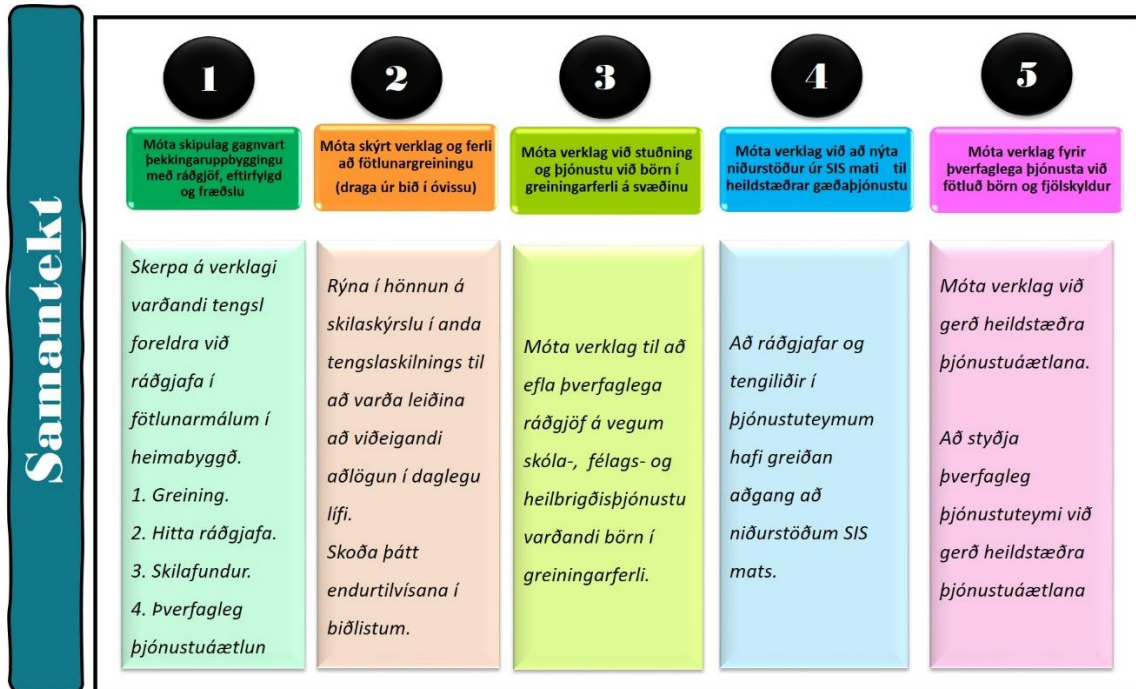 Samantekt
1
Móta skipulag gagnvart
þekkingaruppbyggingu
með ráðgjöf, eftirfylgd
og fræðslu
Skerpa á verklagi
varðandi tengsl
foreldra við
ráðgjafa í
fötlunarmálum í
heimabyggð.
1. Greining.
2. Hitta ráðgjafa.
3. Skilafundur.
4. Þverfagleg
þjónustuáætlun
2
Móta skýrt verklag og ferli
að fötlunargreiningu
(draga úr bið í óvissu)
Rýna í hönnun á
skilaskýrslu í anda
tengslaskilnings til
að varða leiðina
að viðeigandi
aðlögun í daglegu
lífi.
Skoða þátt
endurtilvísana í
biðlistum.
3
Móta verklag við stuðning
og þjónustu við börn í
greiningarferli á svæðinu
Móta verklag til að
efla þverfaglega
ráðgjöf á vegum
skóla-, félags- og
heilbrigðisþjónustu
varðandi börn í
greiningarferli.
4
Móta verklag við að nýta
niðurstöður úr SIS mati til
heildstæðrar gæðaþjónustu
Að ráðgjafar og
tengiliðir í
þjónustuteymum
hafi greiðan
aðgang að
niðurstöðum SIS
mats.
5
Móta verklag fyrir
þverfaglega þjónusta við
fötluð börn og fjölskyldur
Móta verklag við
gerð heildstæðra
þjónustuáætlana.
Að styðja
þverfagleg
þjónustuteymi við
gerð heildstæðra
þjónustuáætlana